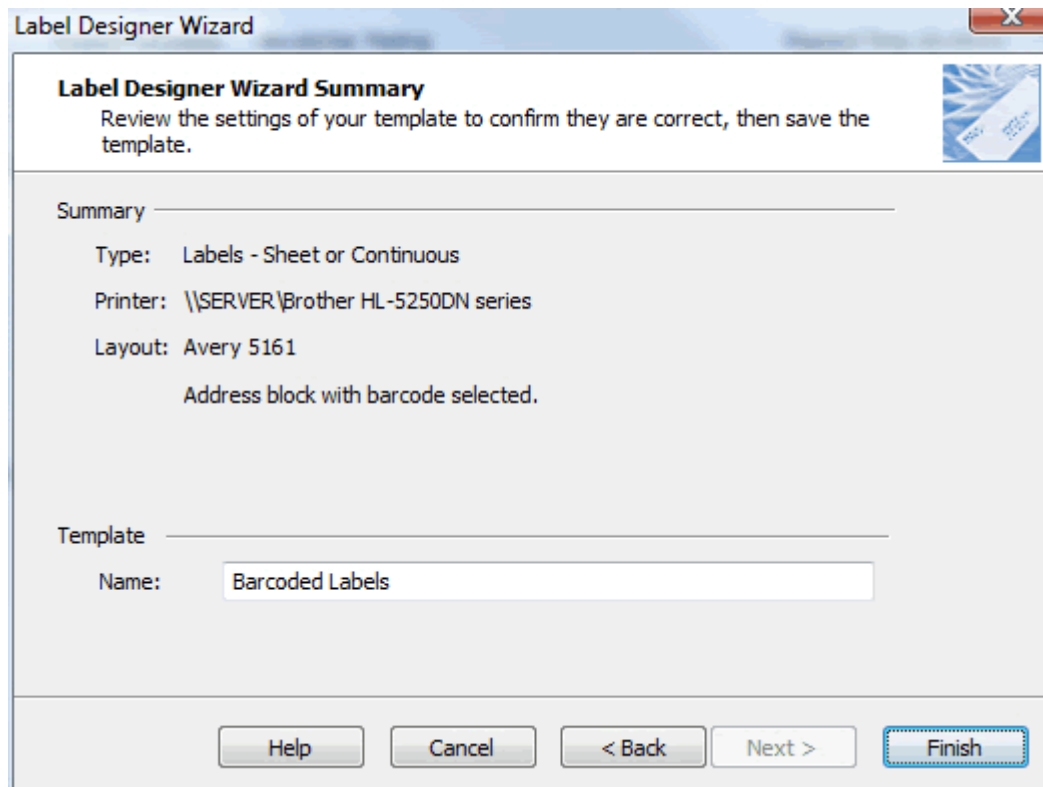 Label Designer Wizard
Label Designer Wizard Summary
Review the settings of your template to confirm they are correct, then save the
template.
Summary
Type: Labels - Sheet or Continuous
Printer: \\SERVER\Brother HL-5250DN series
Layout: Avery 5161
Address block with barcode selected.
Template
Name: Barcoded Labels
Help Cancel < Back Next > Finish